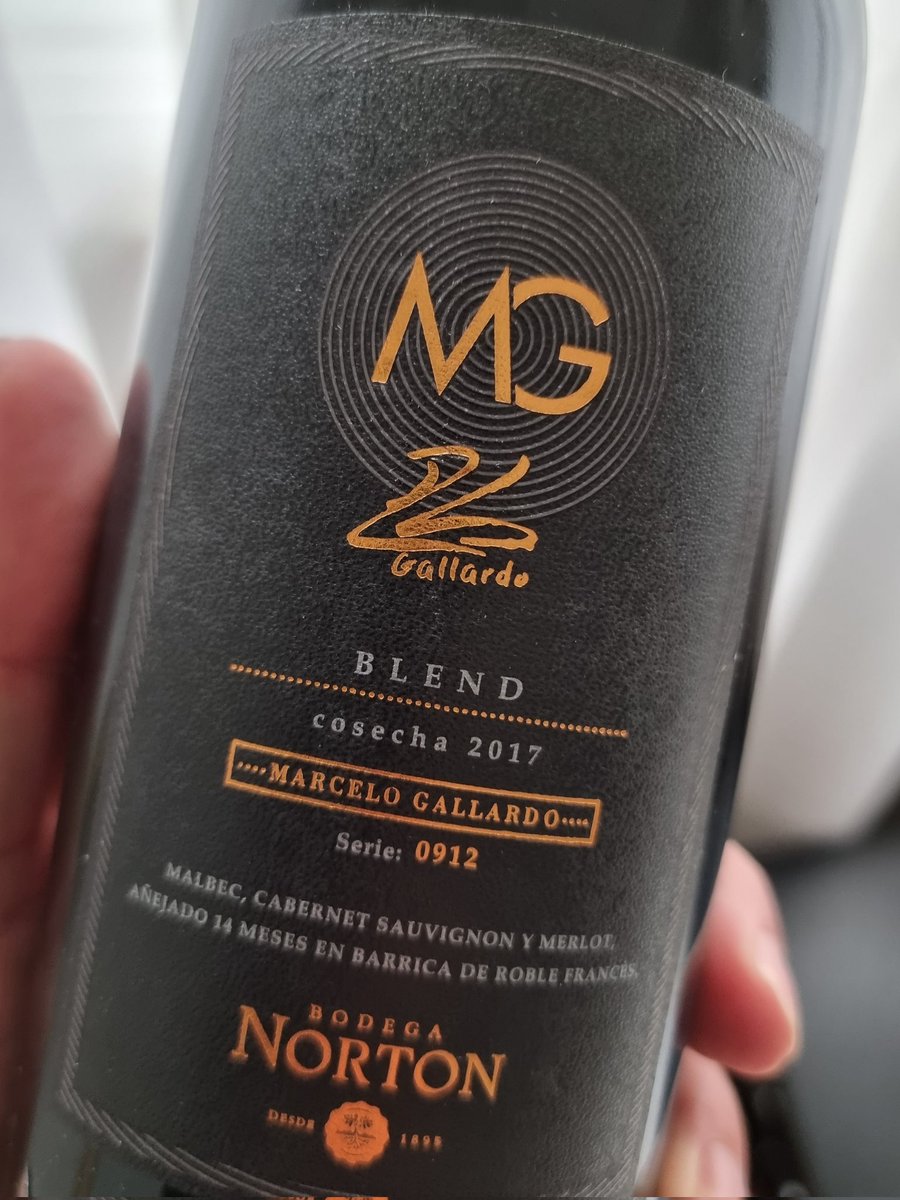 MG
Gallardo
BLEND
cosecha 2017
MARCELO GALLARDO
Serie: 0912
MALBEC, CABERNET SAUVIGNON Y MERLOT,
AÑEJADO 14 MESES EN BARRICA DE ROBLE FRANCÉS.
BODEGA
NORTON
DESDE 1895